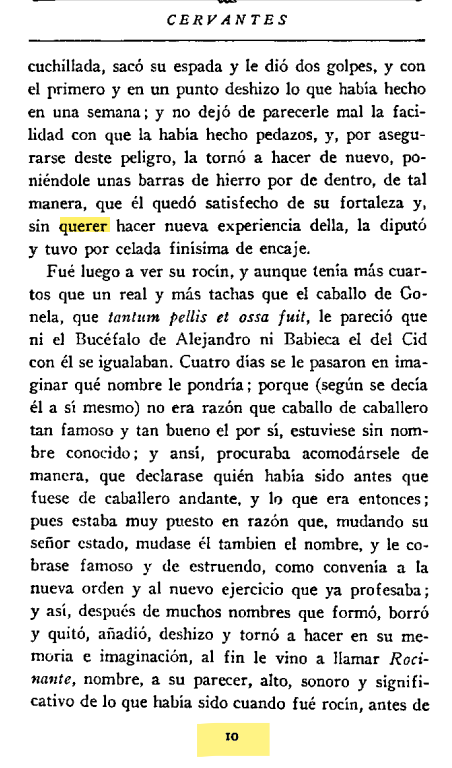 CERVANTES
cuchillada, sacó su espada y le dió dos golpes, y con
el primero y en un punto deshizo lo que había hecho
en una semana; y no dejó de parecerle mal la faci-
lidad con que la había hecho pedazos, y, por asegu-
rarse deste peligro, la tornó a hacer de nuevo, po-
niéndole unas barras de hierro por de dentro, de tal
manera, que él quedó satisfecho de su fortaleza y,
sin querer hacer nueva experiencia della, la diputó
y tuvo por celada finísima de encaje.
Fué luego a ver su rocín, y aunque tenía más cuar-
tos que un real y más tachas que el caballo de Go-
nela, que tantum pellis et ossa fuit, le pareció que
ni el Bucéfalo de Alejandro ni Babieca el del Cid
con él se igualaban. Cuatro días se le pasaron en ima-
ginar qué nombre le pondría; porque (según se decía
él a sí mesmo) no era razón que caballo de caballero
tan famoso y tan bueno el por sí, estuviese sin nom-
bre conocido; y ansí, procuraba acomodársele de
manera, que declarase quién había sido antes que
fuese de caballero andante, y lo que era entonces;
pues estaba muy puesto en razón que, mudando su
señor estado, mudase él tambien el nombre, y le co-
brase famoso y de estruendo, como convenía a la
nueva orden y al nuevo ejercicio que ya profesaba;
y así, después de muchos nombres que formó, borró
y quitó, añadió, deshizo y tornó a hacer en su me-
moria e imaginación, al fin le vino a llamar Roci-
nante, nombre, a su parecer, alto, sonoro y signifi-
cativo de lo que había sido cuando fué rocín, antes de
10